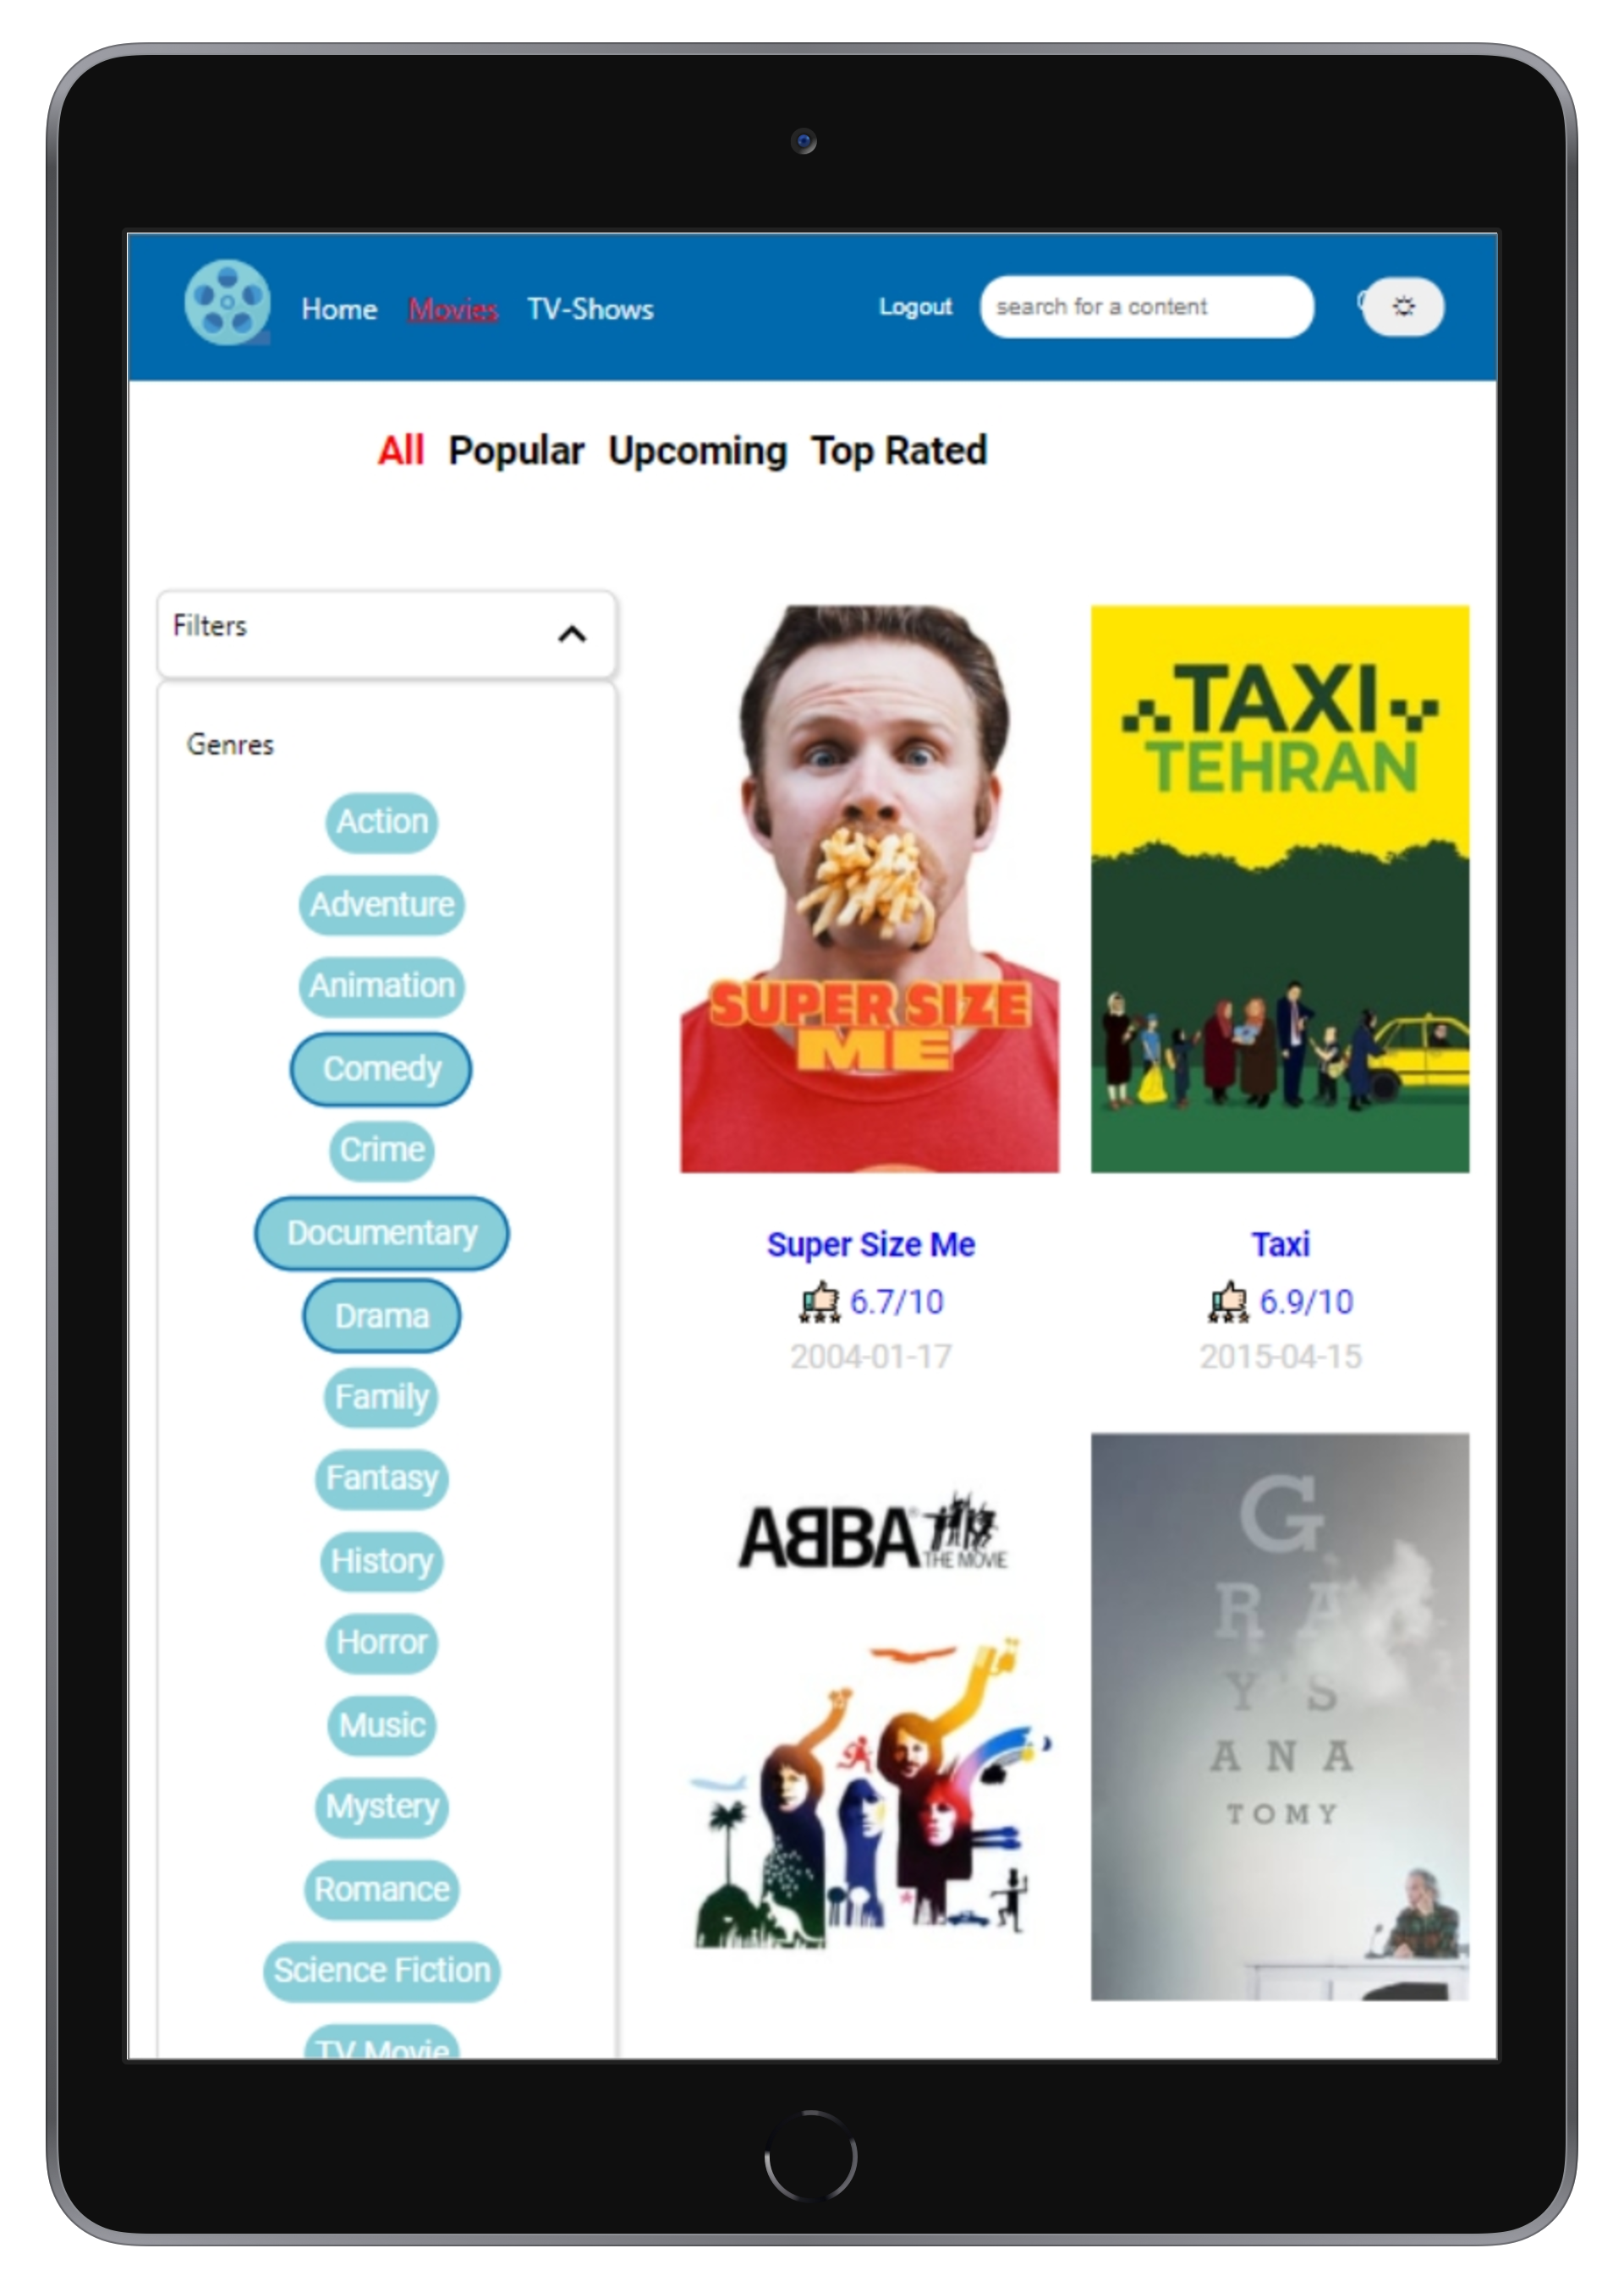 Home Movies TV-Shows Logout search for a content
All Popular Upcoming Top Rated
Filters
Genres
Action
Adventure
Animation
Comedy
Crime
Documentary
Drama
Family
Fantasy
History
Horror
Music
Mystery
Romance
Science Fiction
TV Movie
SUPER SIZE
ME
Super Size Me
6.7/10
2004-01-17
TAXI
TEHRAN
Taxi
6.9/10
2015-04-15
ABBA
THE MOVIE
G
R A
Y S
A N A
T O M Y